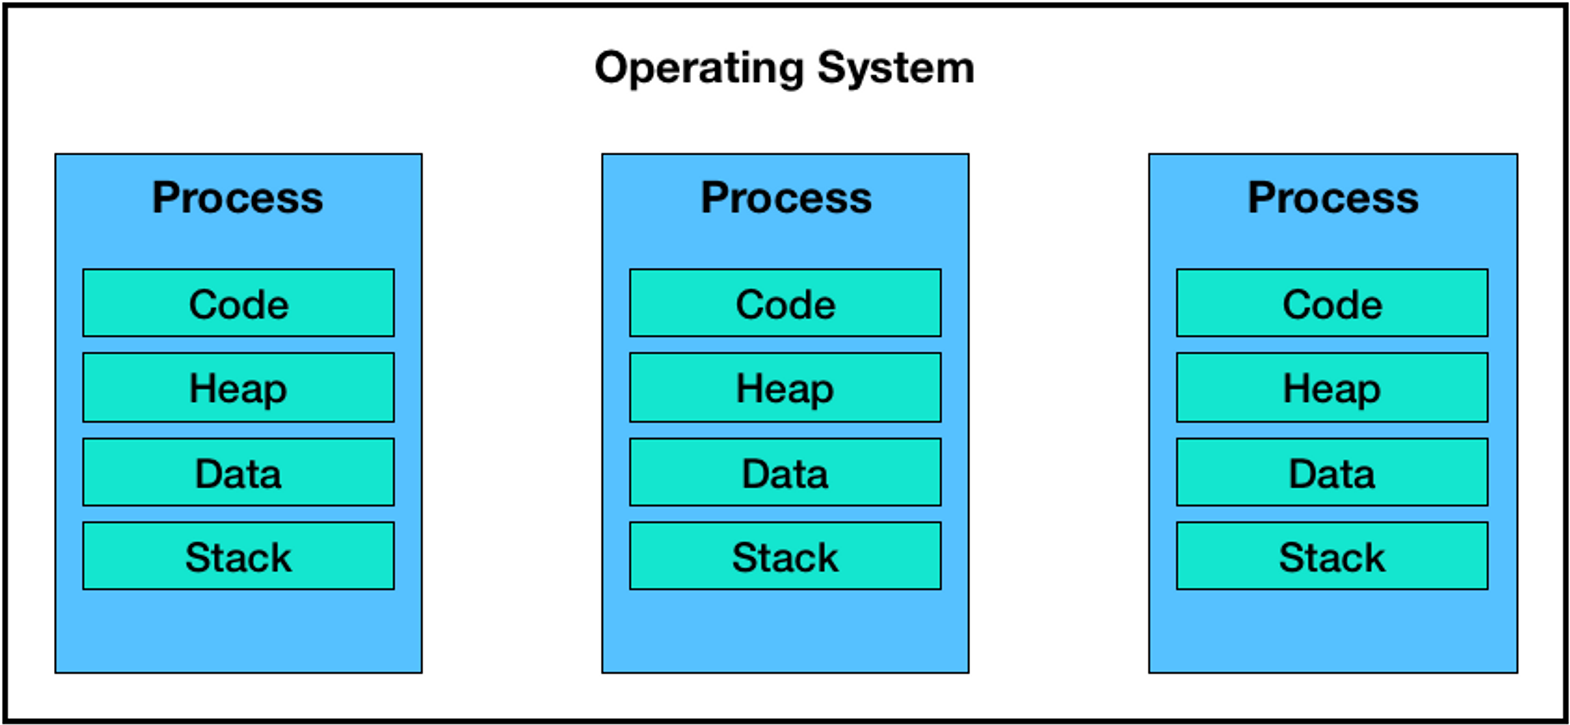 Operating System
Process
Code
Heap
Data
Stack
Process
Code
Heap
Data
Stack
Process
Code
Heap
Data
Stack